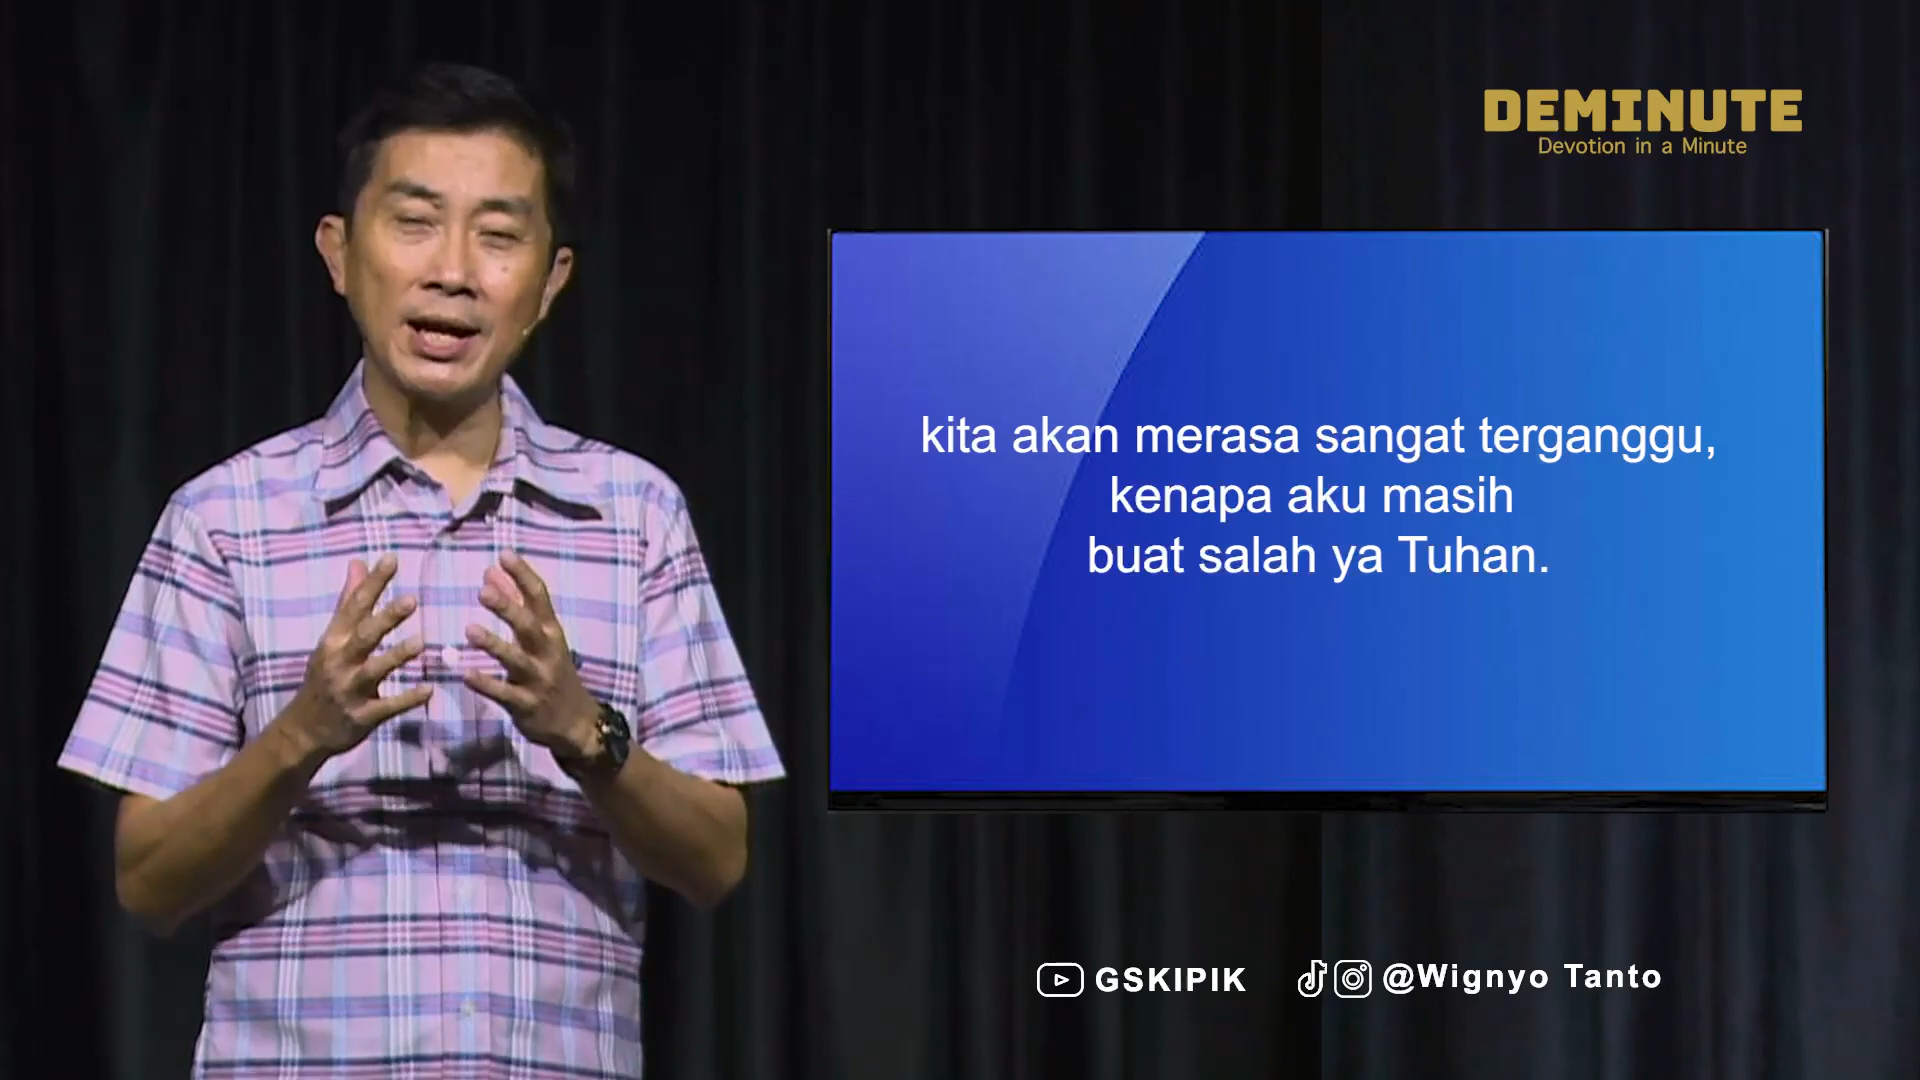 DEMINUTE
Devotion in a Minute
kita akan merasa sangat terganggu,
kenapa aku masih
buat salah ya Tuhan.
GSKIPIK
@Wignyo Tanto